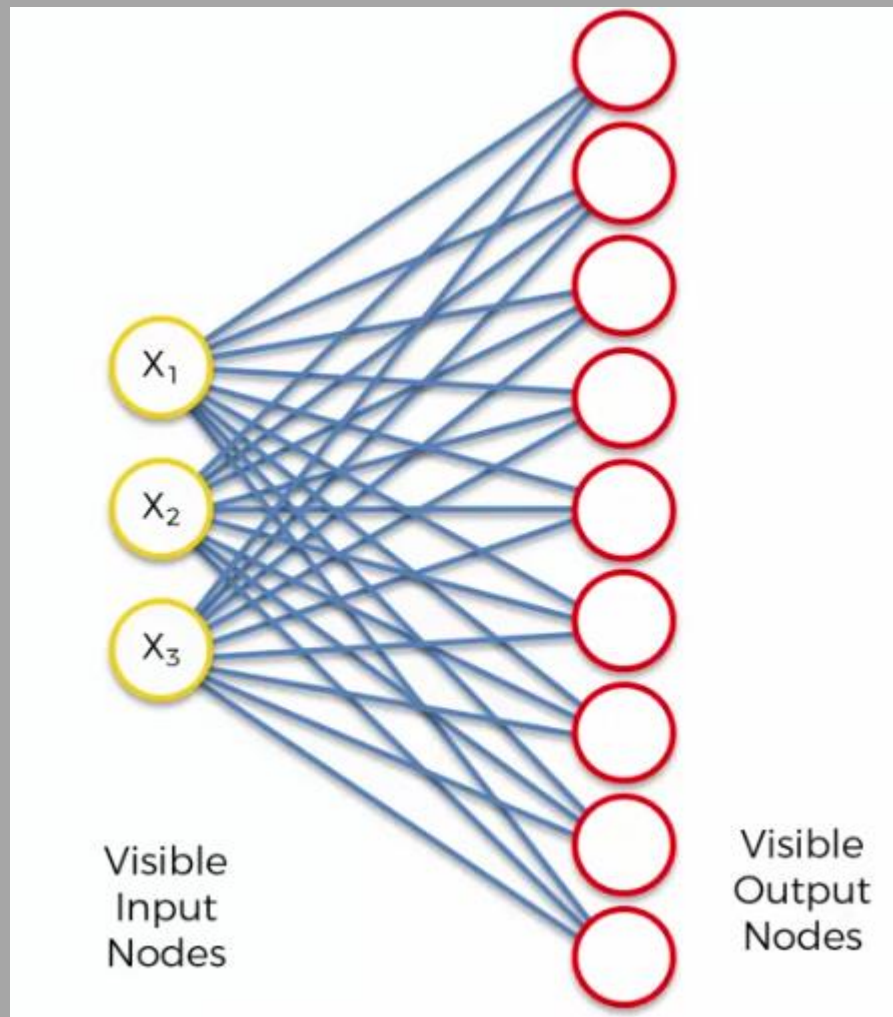 X₁
X₂
X₃
Visible
Input
Nodes
Visible
Output
Nodes